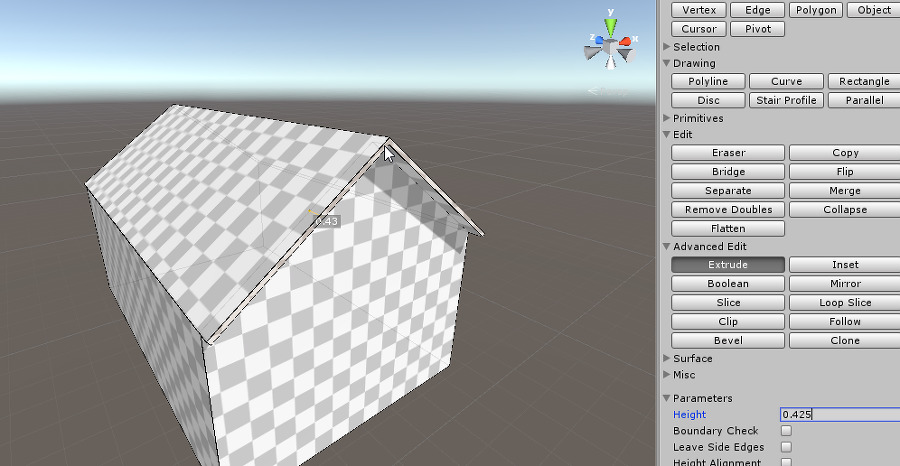 Vertex Edge Polygon Object
Cursor Pivot
y
z x
Selection
Drawing
Polyline Curve Rectangle
Disc Stair Profile Parallel
Primitives
Edit
Eraser Copy
Bridge Flip
Separate Merge
Remove Doubles Collapse
Flatten
0.43
Advanced Edit
Extrude Inset
Boolean Mirror
Slice Loop Slice
Clip Follow
Bevel Clone
Surface
Misc
Parameters
Height 0.425
Boundary Check
Leave Side Edges
Height Alignment